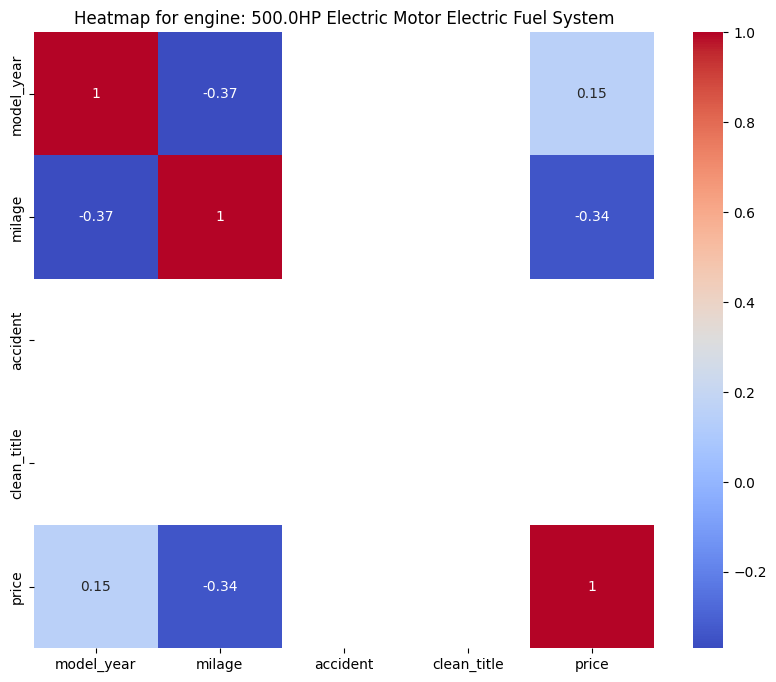 Heatmap for engine: 500.0HP Electric Motor Electric Fuel System
model_year
1
-0.37
0.15
milage
-0.37
1
-0.34
accident
clean_title
price
0.15
-0.34
1
model_year
milage
accident
clean_title
price
1.0
0.8
0.6
0.4
0.2
0.0
−0.2